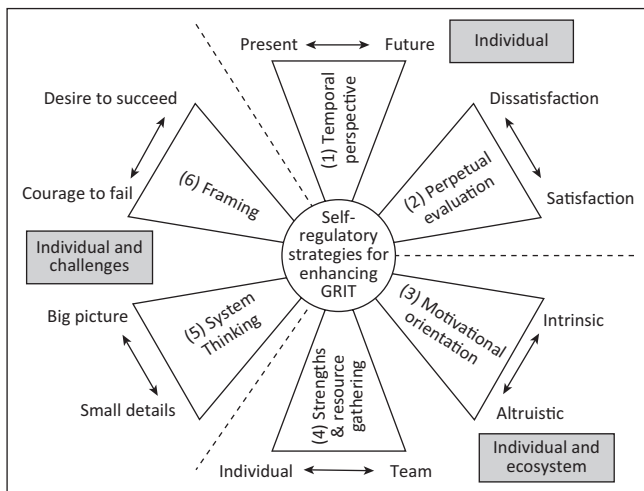 Present
Future
Individual
(1) Temporal
perspective
Dissatisfaction
Satisfaction
(2) Perpetual
evaluation
Desire to succeed
Courage to fail
(6) Framing
Self-
regulatory
strategies for
enhancing
GRIT
Individual and
challenges
Big picture
Small details
(5) System
Thinking
(3) Motivational
orientation
Intrinsic
Altruistic
(4) Strengths
& resource
gathering
Individual
Team
Individual and
ecosystem